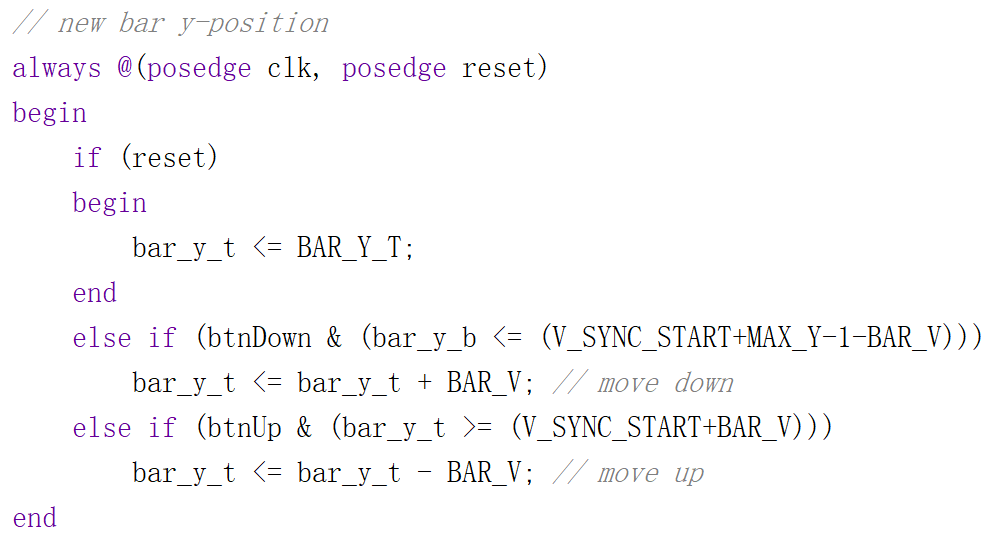 // new bar y-position
always @(posedge clk, posedge reset)
begin
    if (reset)
    begin
        bar_y_t <= BAR_Y_T;
    end
    else if (btnDown & (bar_y_b <= (V_SYNC_START+MAX_Y-1-BAR_V)))
        bar_y_t <= bar_y_t + BAR_V; // move down
    else if (btnUp & (bar_y_t >= (V_SYNC_START+BAR_V)))
        bar_y_t <= bar_y_t - BAR_V; // move up
end